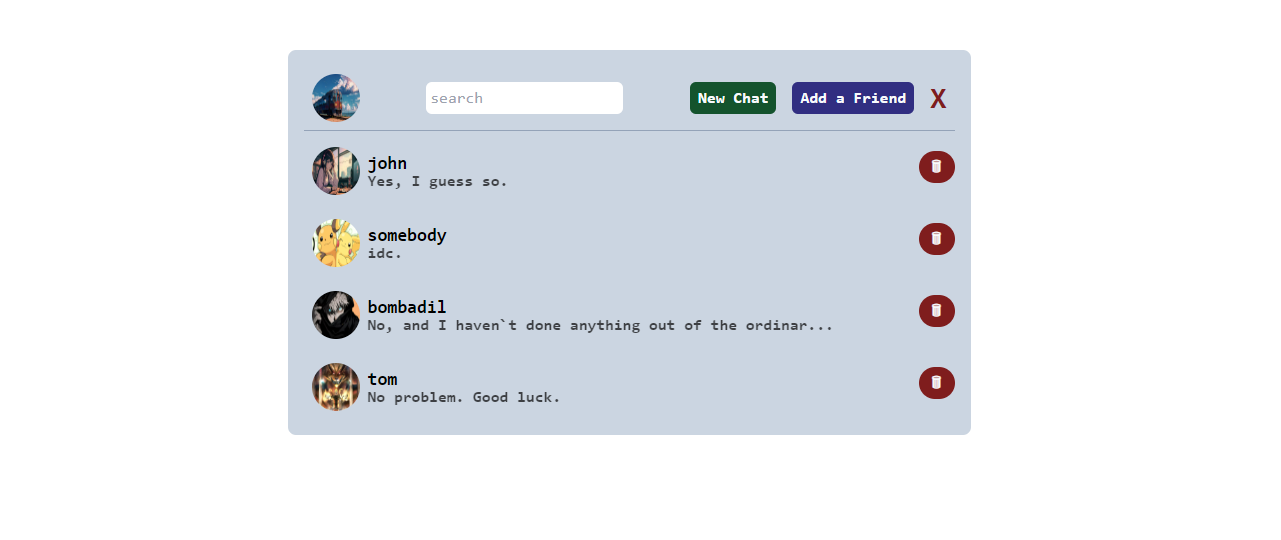 search New Chat Add a Friend X
john
Yes, I guess so.
somebody
idc.
bombadil
No, and I haven`t done anything out of the ordinar...
tom
No problem. Good luck.